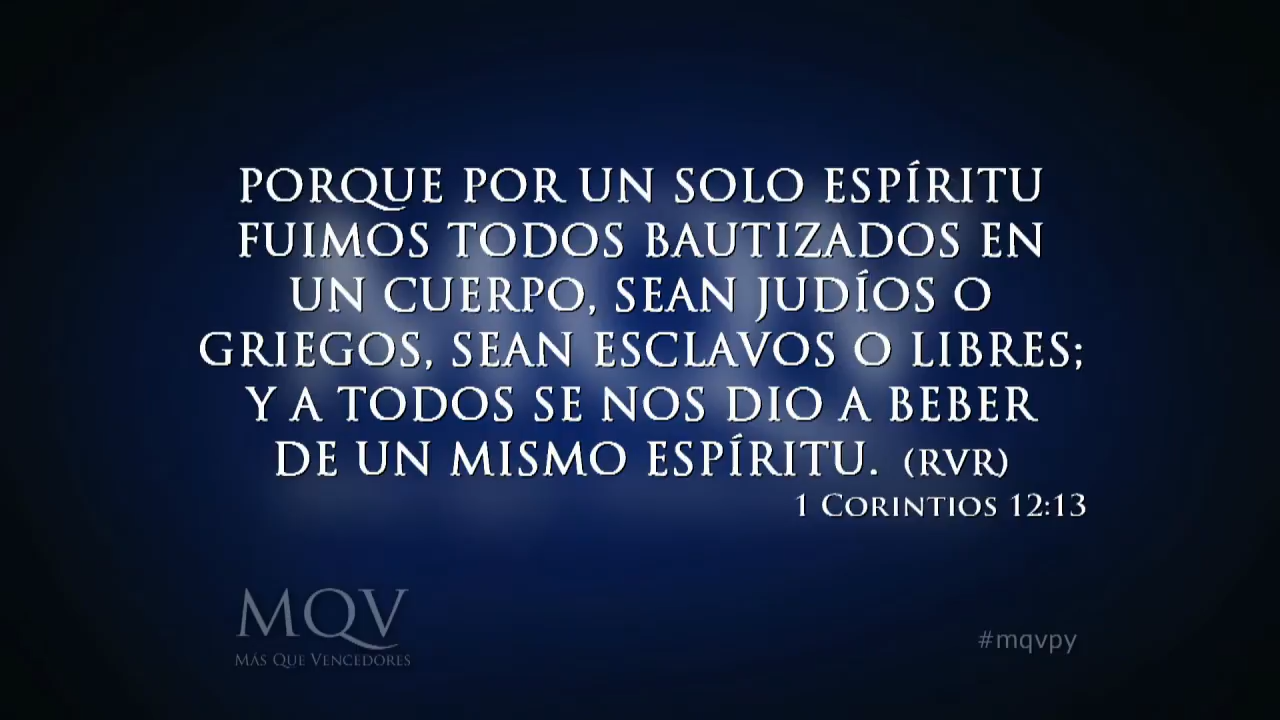 PORQUE POR UN SOLO ESPÍRITU
FUIMOS TODOS BAUTIZADOS EN
UN CUERPO, SEAN JUDÍOS O
GRIEGOS, SEAN ESCLAVOS O LIBRES;
Y A TODOS SE NOS DIO A BEBER
DE UN MISMO ESPÍRITU. (RVR)
1 CORINTIOS 12:13
MQV
MÁS QUE VENCEDORES
#mqvpy